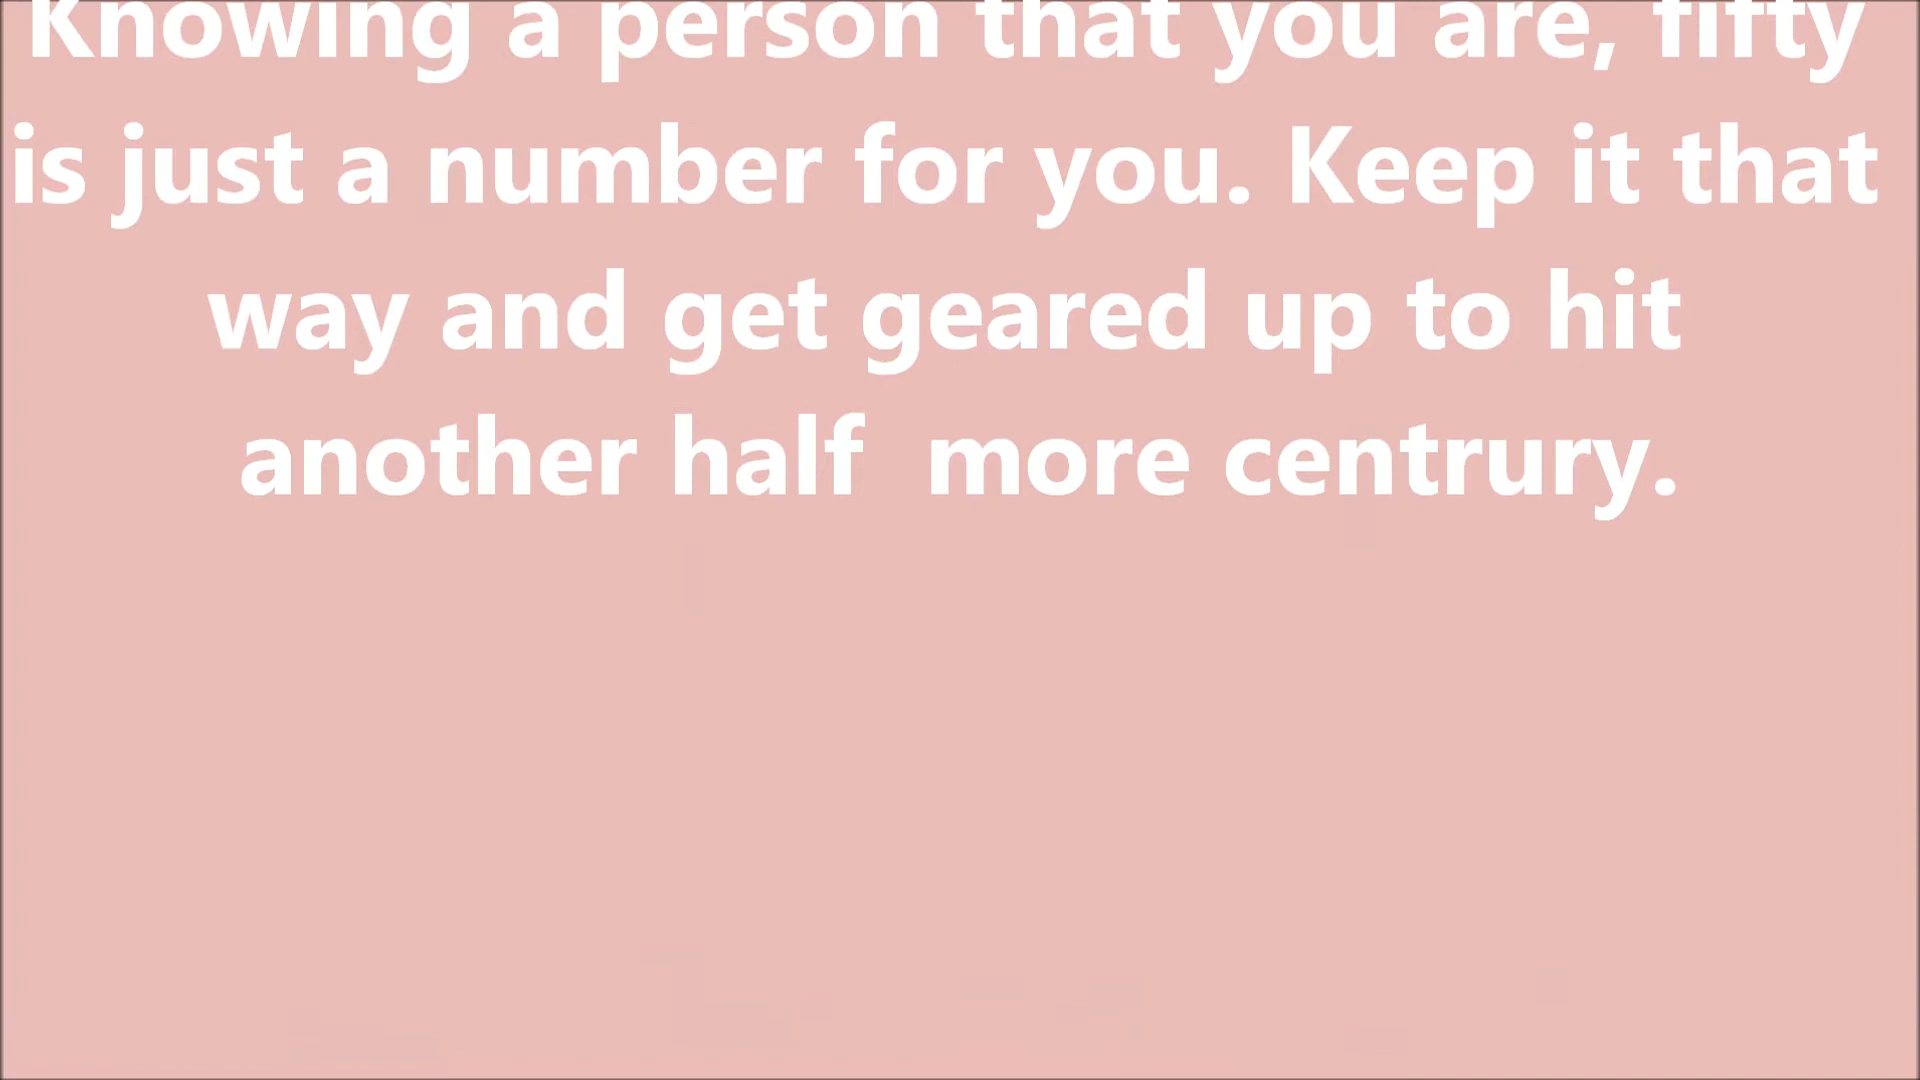 Knowing a person that you are, fifty
is just a number for you. Keep it that
way and get geared up to hit
another half  more centrury.